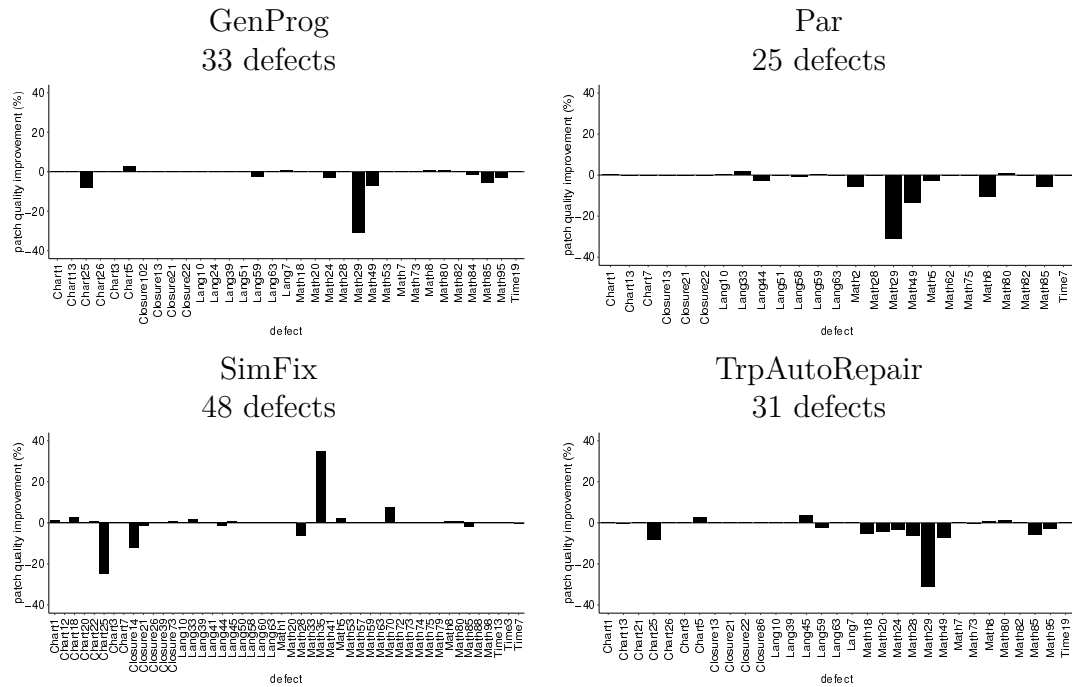 GenProg
33 defects
patch quality improvement (%)
40
20
0
−20
−40
Chart1
Chart13
Chart25
Chart26
Chart3
Chart5
Closure102
Closure13
Closure21
Closure22
Lang10
Lang24
Lang39
Lang51
Lang59
Lang63
Lang7
Math18
Math20
Math24
Math28
Math29
Math49
Math53
Math7
Math73
Math8
Math80
Math82
Math85
Math95
Time19
defect
Par
25 defects
patch quality improvement (%)
40
20
0
−20
−40
Chart1
Chart13
Chart7
Closure13
Closure21
Closure22
Lang10
Lang33
Lang44
Lang51
Lang58
Lang59
Lang63
Math2
Math28
Math29
Math49
Math5
Math62
Math75
Math8
Math80
Math82
Math85
Time7
defect
SimFix
48 defects
patch quality improvement (%)
40
20
0
−20
−40
Chart1
Chart12
Chart18
Chart20
Chart22
Chart25
Chart3
Chart7
Closure14
Closure21
Closure26
Closure39
Closure73
Lang10
Lang33
Lang39
Lang41
Lang44
Lang45
Lang50
Lang58
Lang60
Lang63
Math1
Math20
Math28
Math33
Math35
Math41
Math5
Math53
Math57
Math59
Math63
Math70
Math72
Math73
Math74
Math75
Math79
Math8
Math80
Math85
Math88
Math98
Time13
Time3
Time7
defect
TrpAutoRepair
31 defects
patch quality improvement (%)
40
20
0
−20
−40
Chart1
Chart13
Chart21
Chart25
Chart26
Chart3
Chart5
Closure13
Closure21
Closure22
Closure86
Lang10
Lang39
Lang45
Lang59
Lang63
Lang7
Math18
Math20
Math24
Math28
Math29
Math49
Math7
Math73
Math8
Math80
Math82
Math85
Math95
Time19
defect